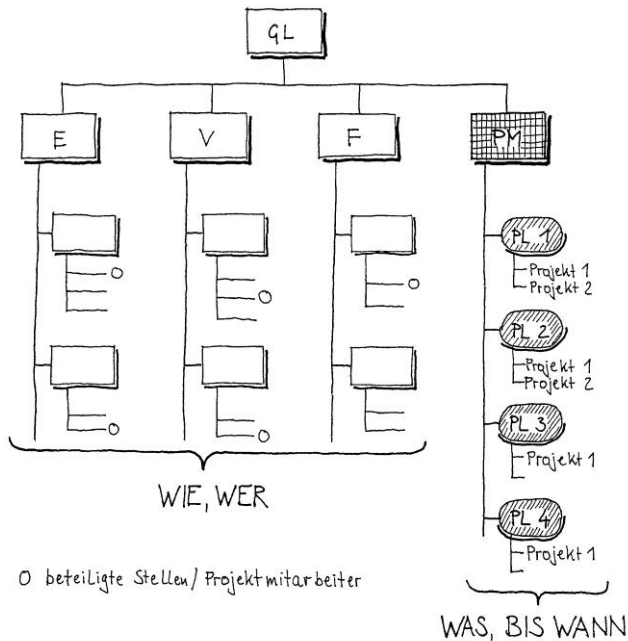 GL
E
V
F
PM
PL 1
Projekt 1
Projekt 2
PL 2
Projekt 1
Projekt 2
PL 3
Projekt 1
PL 4
Projekt 1
WIE, WER
O beteiligte Stellen / Projektmitarbeiter
WAS, BIS WANN